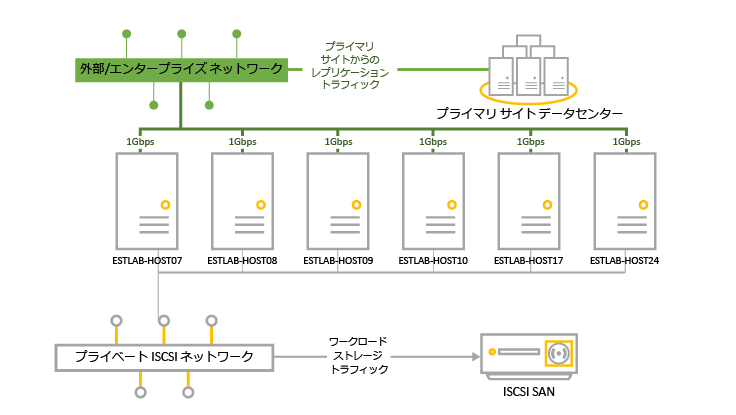 外部/エンタープライズ ネットワーク
プライマリ
サイトからの
レプリケーション
トラフィック
プライマリ サイト データセンター
1Gbps
1Gbps
1Gbps
1Gbps
1Gbps
1Gbps
ESTLAB-HOST07
ESTLAB-HOST08
ESTLAB-HOST09
ESTLAB-HOST10
ESTLAB-HOST17
ESTLAB-HOST24
プライベート ISCSI ネットワーク
ワークロード
ストレージ
トラフィック
ISCSI SAN